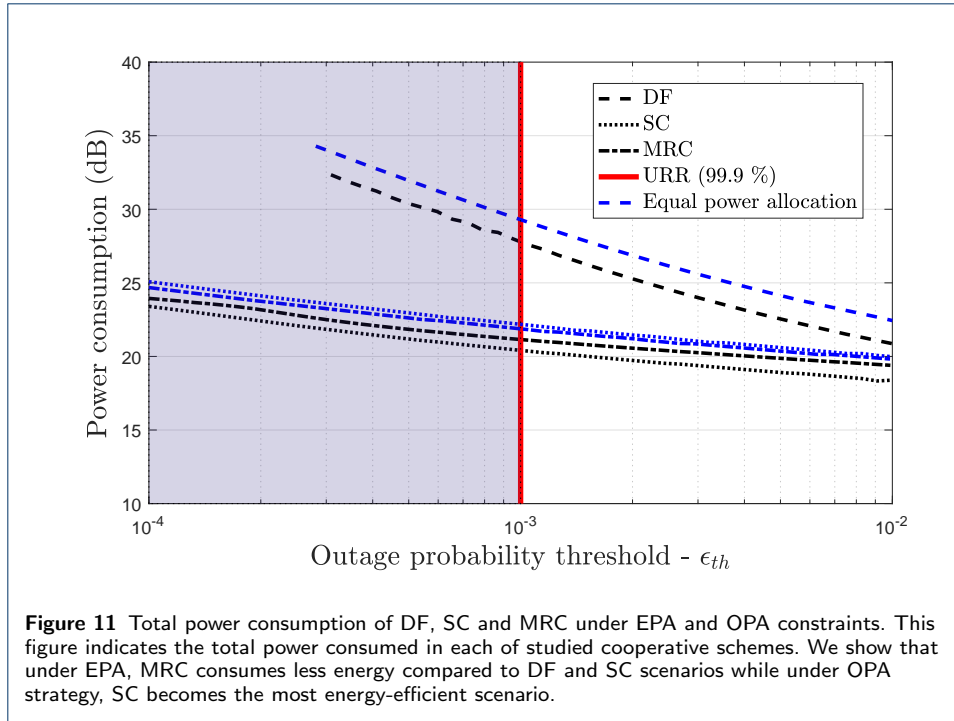 40
35
30
25
20
15
10
Power consumption (dB)
DF
SC
MRC
URR (99.9 %)
Equal power allocation
10-4
10-3
10-2
Outage probability threshold - ϵth
Figure 11 Total power consumption of DF, SC and MRC under EPA and OPA constraints. This
figure indicates the total power consumed in each of studied cooperative schemes. We show that
under EPA, MRC consumes less energy compared to DF and SC scenarios while under OPA
strategy, SC becomes the most energy-efficient scenario.